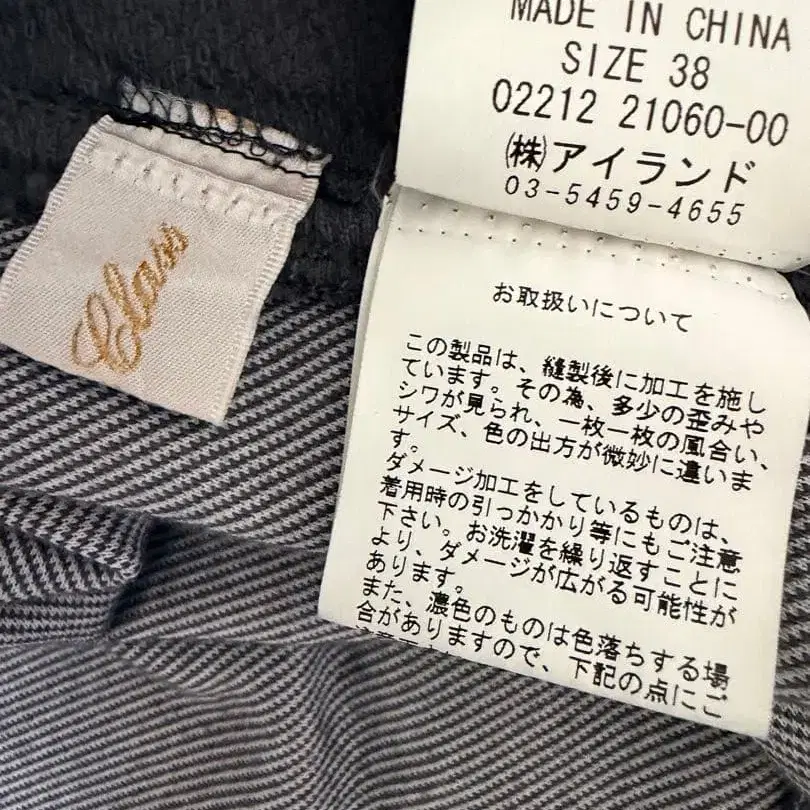 Class
MADE IN CHINA
SIZE 38
02212 21060-00
㈱アイランド
03-5459-4655
お取扱いについて
この製品は、縫製後に加工を施し
ています。その為、多少の歪みや
シワが見られ、一枚一枚の風合い、
サイズ、色の出方が微妙に違いま
す。
ダメージ加工をしているものは、
着用時の引っかかり等にもご注意
下さい。お洗濯を繰り返すことに
より、ダメージが広がる可能性が
あります。
また、濃色のものは色落ちする場
合がありますので、下記の点にご